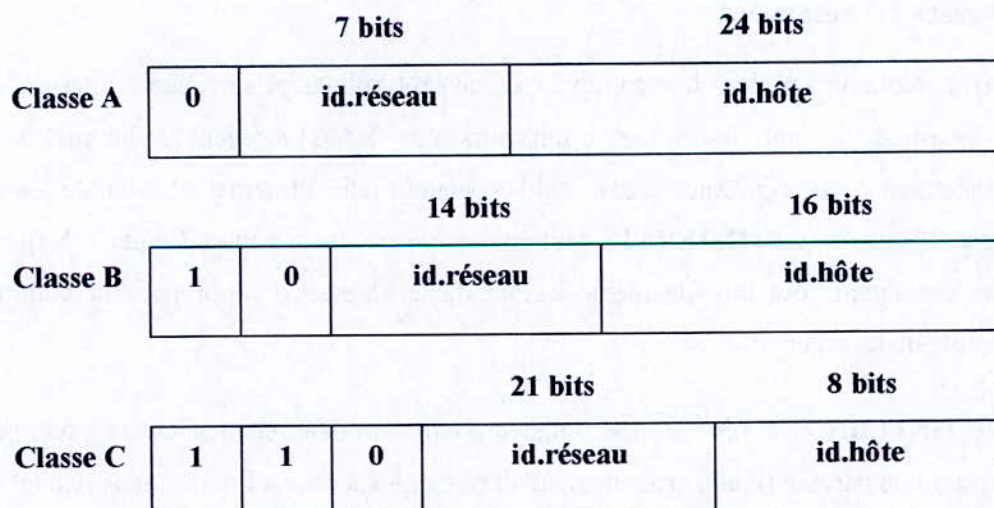 7 bits 24 bits
Classe A 0 id.réseau id.hôte
14 bits 16 bits
Classe B 1 0 id.réseau id.hôte
21 bits 8 bits
Classe C 1 1 0 id.réseau id.hôte